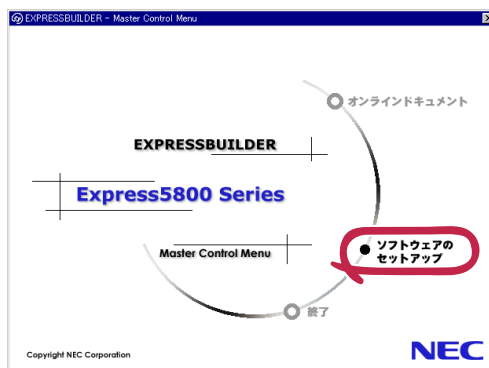 EXPRESSBUILDER - Master Control Menu
オンラインドキュメント
EXPRESSBUILDER
Express5800 Series
ソフトウェアの
セットアップ
Master Control Menu
終了
Copyright NEC Corporation
NEC